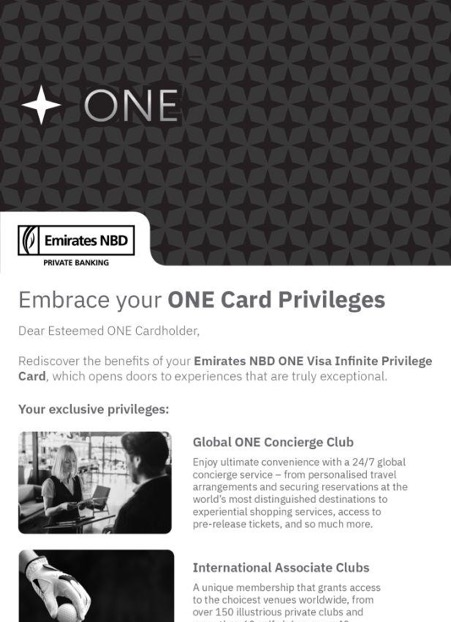 ONE
Emirates NBD
PRIVATE BANKING
Embrace your ONE Card Privileges
Dear Esteemed ONE Cardholder,
Rediscover the benefits of your Emirates NBD ONE Visa Infinite Privilege
Card, which opens doors to experiences that are truly exceptional.
Your exclusive privileges:
Global ONE Concierge Club
Enjoy ultimate convenience with a 24/7 global
concierge service – from personalised travel
arrangements and securing reservations at the
world's most distinguished destinations to
experiential shopping services, access to
pre-release tickets, and so much more.
International Associate Clubs
A unique membership that grants access
to the choicest venues worldwide, from
over 150 illustrious private clubs and